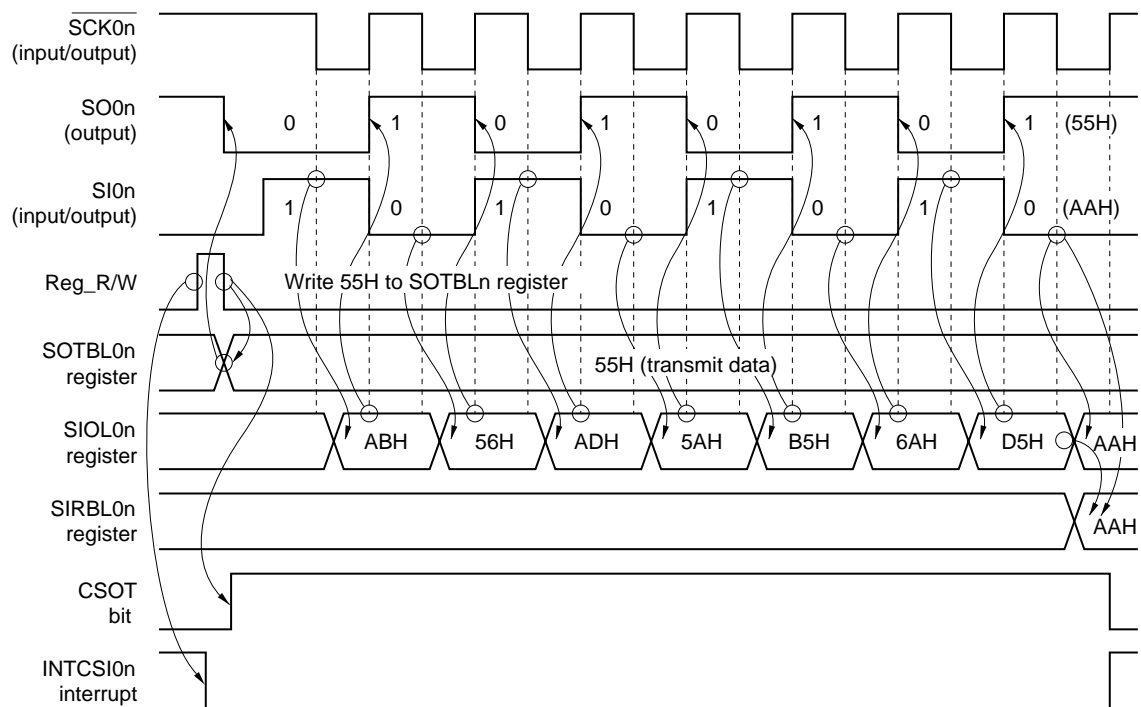 SCK0n
(input/output)
SO0n
(output)
0 1 0 1 0 1 0 1 (55H)
SI0n
(input/output)
1 0 1 0 1 0 1 0 (AAH)
Reg_R/W
Write 55H to SOTBLn register
SOTBL0n
register
55H (transmit data)
SIOL0n
register
ABH 56H ADH 5AH B5H 6AH D5H AAH
SIRBL0n
register
AAH
CSOT
bit
INTCSI0n
interrupt